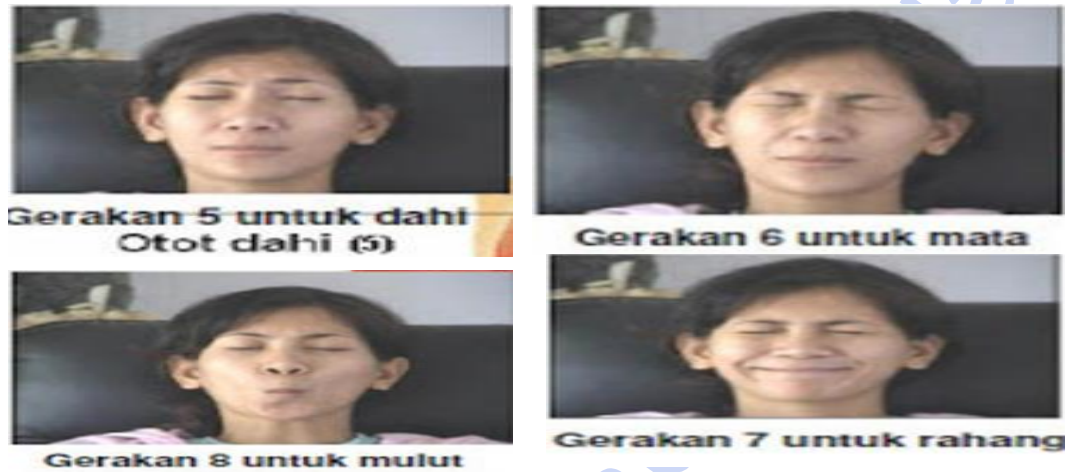 Gerakan 5 untuk dahi
Otot dahi (5)
Gerakan 6 untuk mata
Gerakan 8 untuk mulut
Gerakan 7 untuk rahang